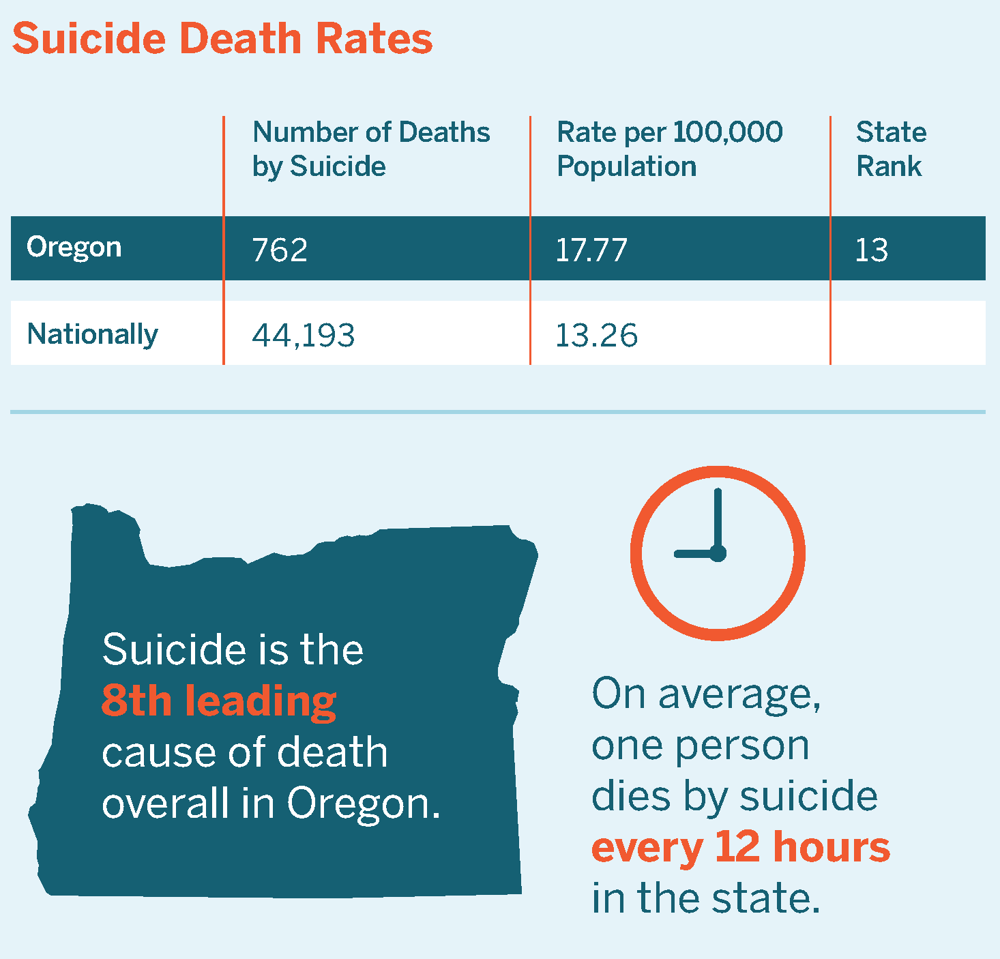 Suicide Death Rates
Number of Deaths
by Suicide
Rate per 100,000
Population
State
Rank
Oregon 762 17.77 13
Nationally 44,193 13.26
Suicide is the
8th leading
cause of death
overall in Oregon.
On average,
one person
dies by suicide
every 12 hours
in the state.